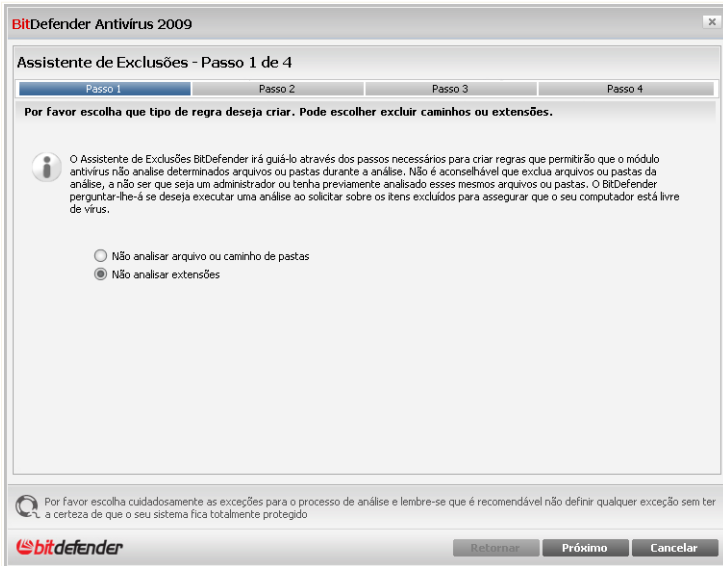 BitDefender Antivírus 2009
Assistente de Exclusões - Passo 1 de 4
Passo 1
Passo 2
Passo 3
Passo 4
Por favor escolha que tipo de regra deseja criar. Pode escolher excluir caminhos ou extensões.
O Assistente de Exclusões BitDefender irá guiá-lo através dos passos necessários para criar regras que permitirão que o módulo
antivírus não analise determinados arquivos ou pastas durante a análise. Não é aconselhável que exclua arquivos ou pastas da
análise, a não ser que seja um administrador ou tenha previamente analisado esses mesmos arquivos ou pastas. O BitDefender
perguntar-lhe-á se deseja executar uma análise ao solicitar sobre os itens excluídos para assegurar que o seu computador está livre
de vírus.
Não analisar arquivo ou caminho de pastas
Não analisar extensões
Por favor escolha cuidadosamente as exceções para o processo de análise e lembre-se que é recomendável não definir qualquer exceção sem ter
a certeza de que o seu sistema fica totalmente protegido
bitdefender
Retornar
Próximo
Cancelar